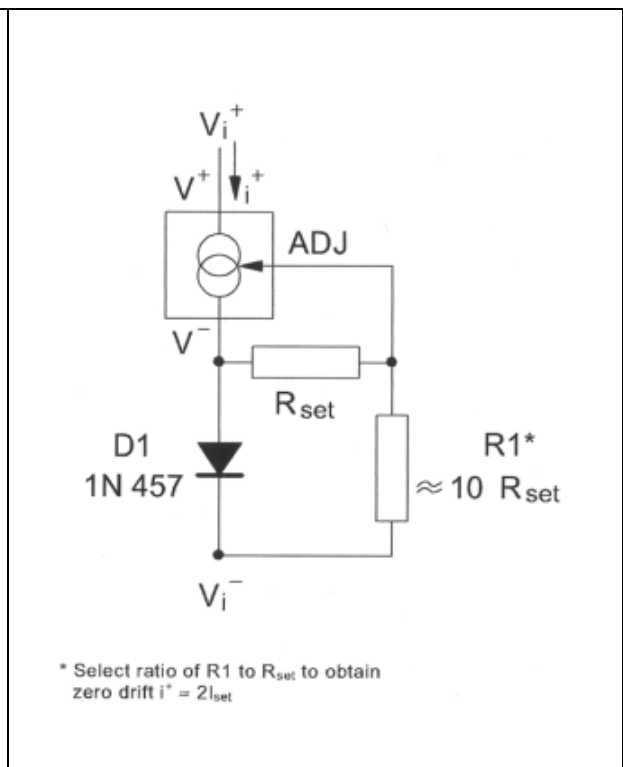 Vi+
V+
i+
ADJ
V−
Rset
D1
1N 457
R1*
≈ 10 Rset
Vi−
* Select ratio of R1 to Rset to obtain
zero drift i+ = 2Iset